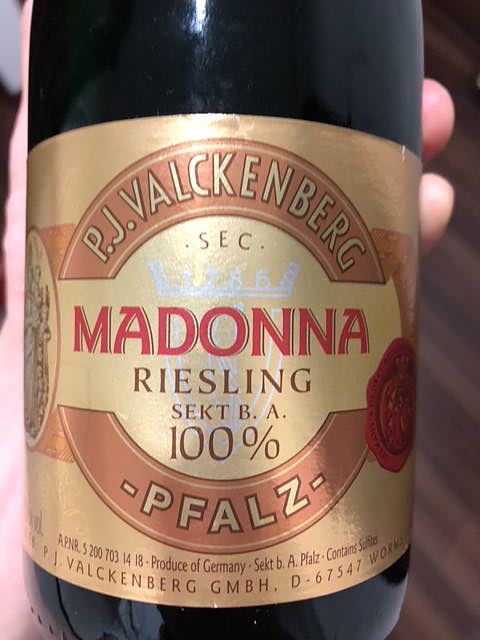 P.J.VALCKENBERG
·SEC·
1786
MADONNA
RIESLING
SEKT B. A.
100%
-PFALZ-
A.P.NR. 5 200 703 14 18 · Produce of Germany · Sekt b. A. Pfalz · Contains Sulfites
P. J. VALCKENBERG GMBH, D-67547 WORMS